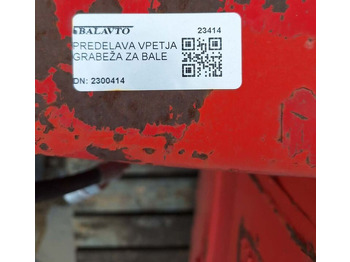 BALAVTO
23414
PREDELAVA VPETJA
GRABEŽA ZA BALE
DN: 2300414